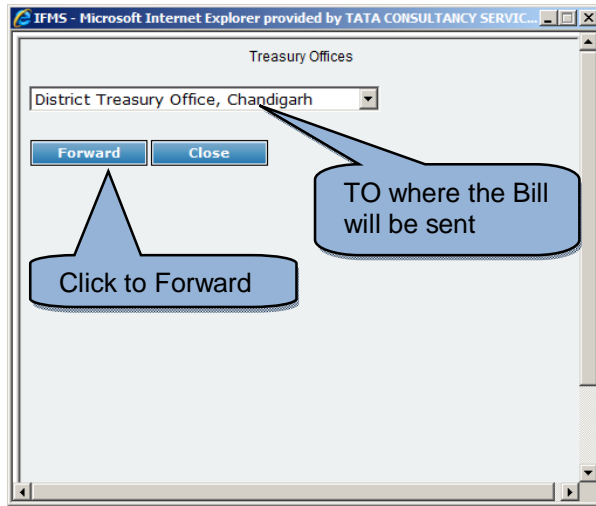 IFMS - Microsoft Internet Explorer provided by TATA CONSULTANCY SERVIC...
Treasury Offices
District Treasury Office, Chandigarh
Forward Close
TO where the Bill
will be sent
Click to Forward